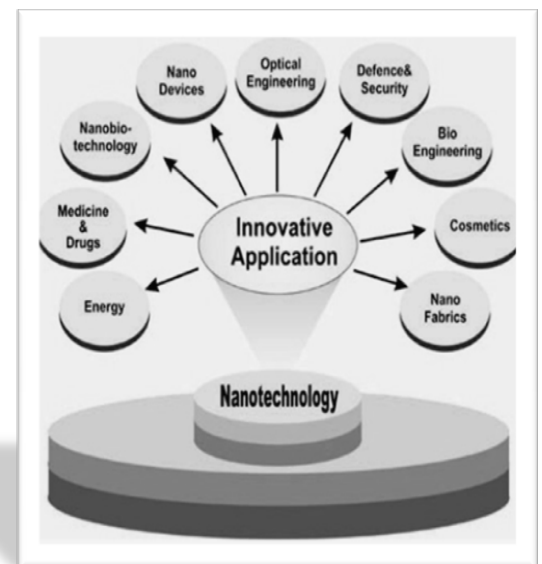 Optical
Engineering
Nano
Devices
Defence&
Security
Nanobio-
technology
Bio
Engineering
Medicine
&
Drugs
Innovative
Application
Cosmetics
Energy
Nano
Fabrics
Nanotechnology